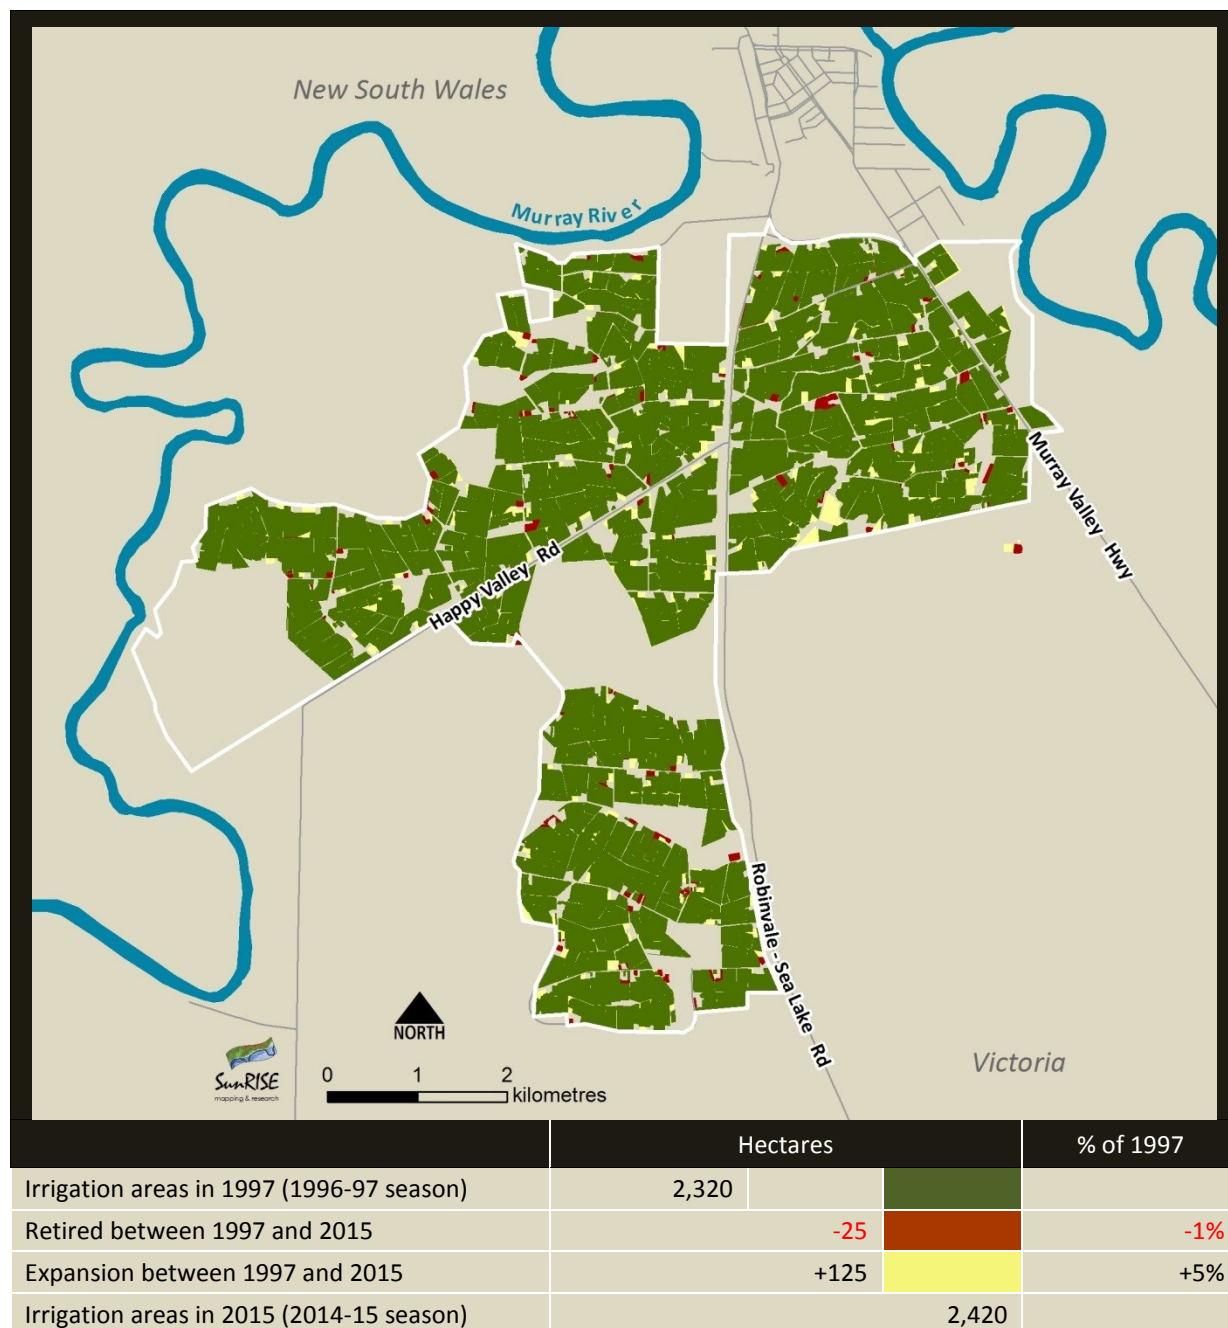 New South Wales
Murray River
Murray Valley Hwy
Happy Valley Rd
Robinvale - Sea Lake Rd
NORTH
SunRISE
mapping & research
0 1 2
kilometres
Victoria
Hectares % of 1997
Irrigation areas in 1997 (1996-97 season) 2,320
Retired between 1997 and 2015 -25 -1%
Expansion between 1997 and 2015 +125 +5%
Irrigation areas in 2015 (2014-15 season) 2,420